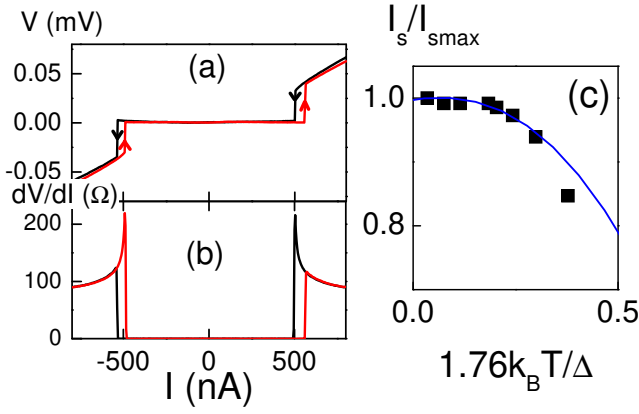 V (mV)
0.05
0.00
-0.05
(a)
dV/dI (Ω)
200
100
0
(b)
-500
0
500
I (nA)
I_s/I_smax
1.0
0.8
(c)
0.0
0.5
1.76k_BT/Δ